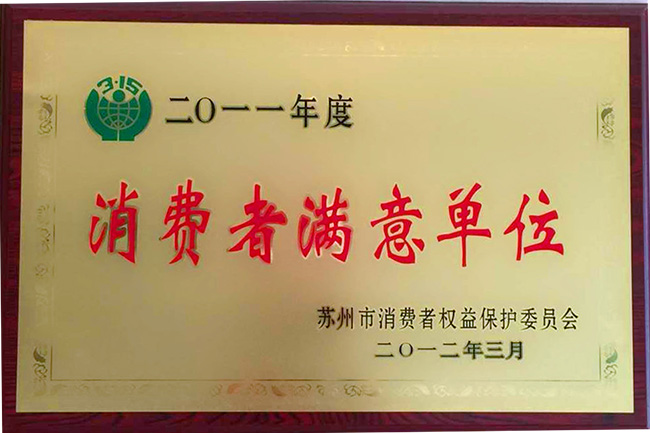 3·15
二〇一一年度
消费者满意单位
苏州市消费者权益保护委员会
二〇一二年三月